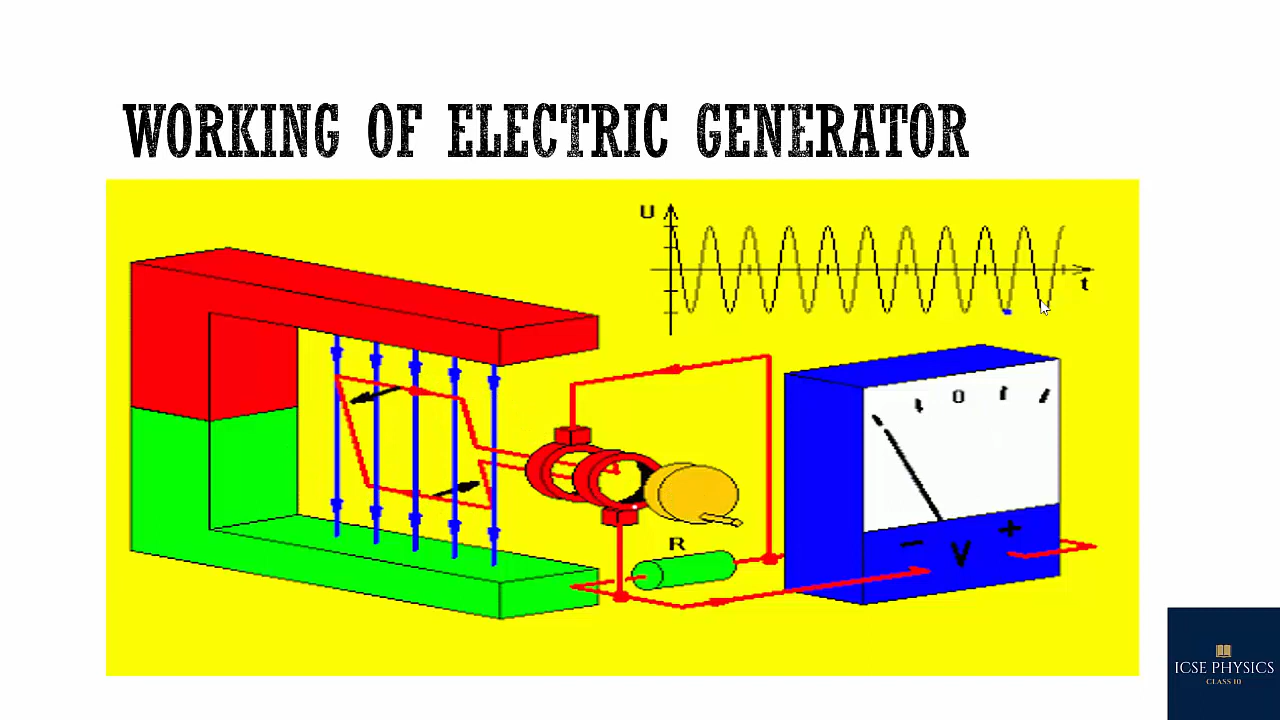 WORKING OF ELECTRIC GENERATOR
U
t
0
R
− V +
ICSE PHYSICS
CLASS 10